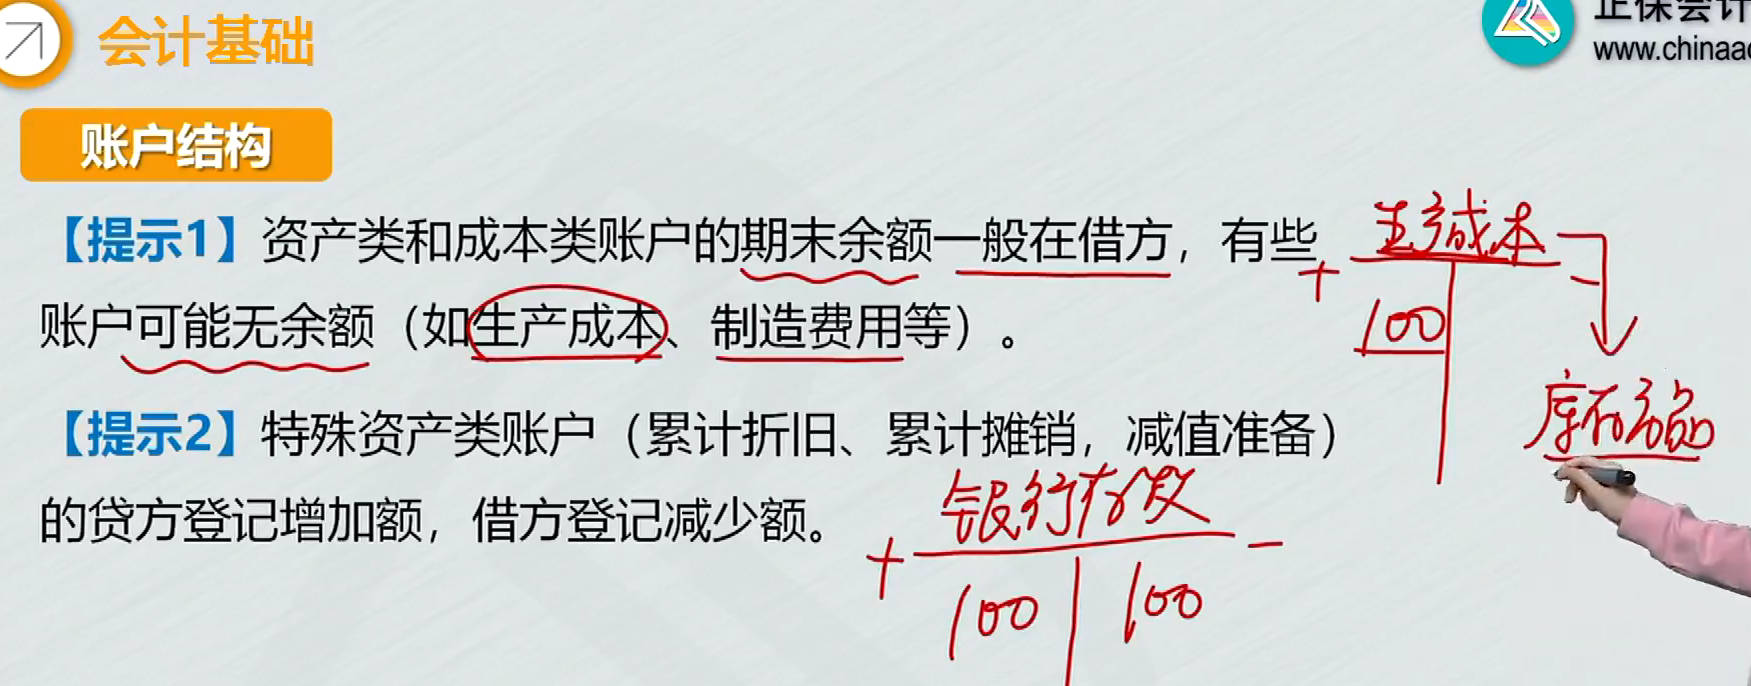 会计基础
正保会计
www.chinaac
账户结构
【提示1】资产类和成本类账户的期末余额一般在借方，有些
账户可能无余额（如生产成本、制造费用等）。
【提示2】特殊资产类账户（累计折旧、累计摊销，减值准备）
的贷方登记增加额，借方登记减少额。
生产成本
+ -
100
库存商品
银行存款
+ -
100 100